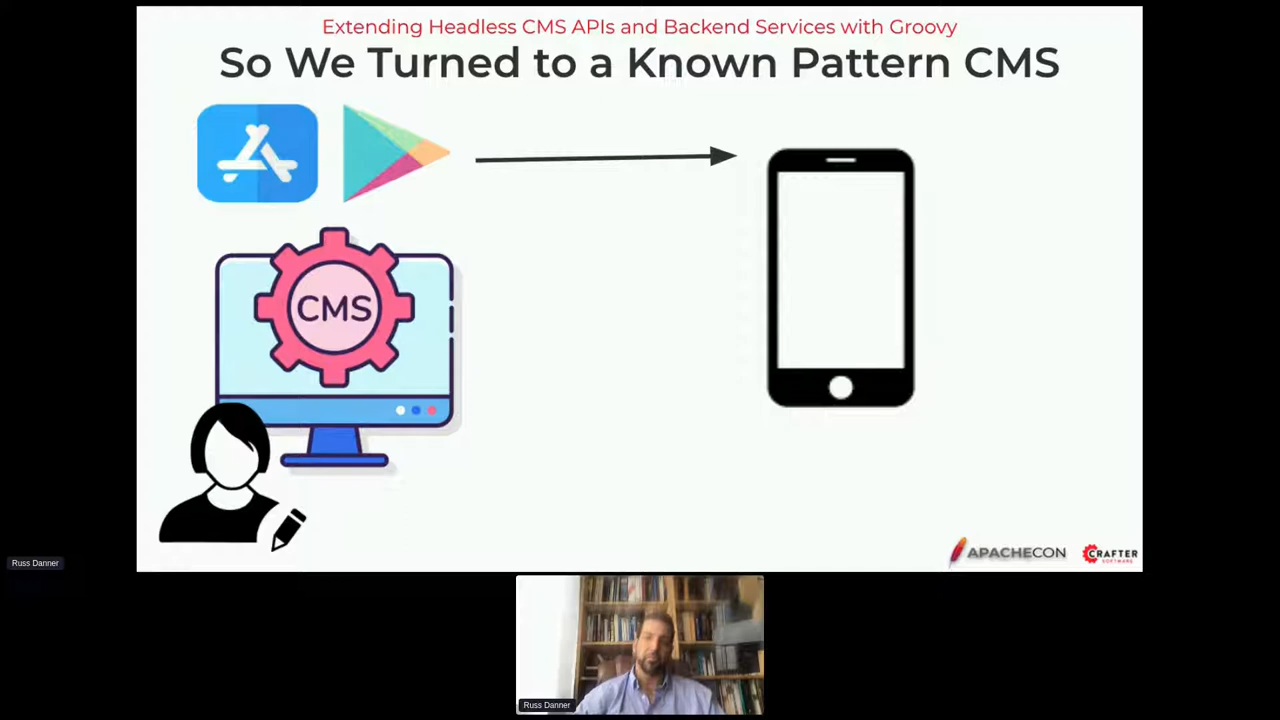 Extending Headless CMS APIs and Backend Services with Groovy
So We Turned to a Known Pattern CMS
CMS
APACHECON
CRAFTER
SOFTWARE
Russ Danner
Russ Danner